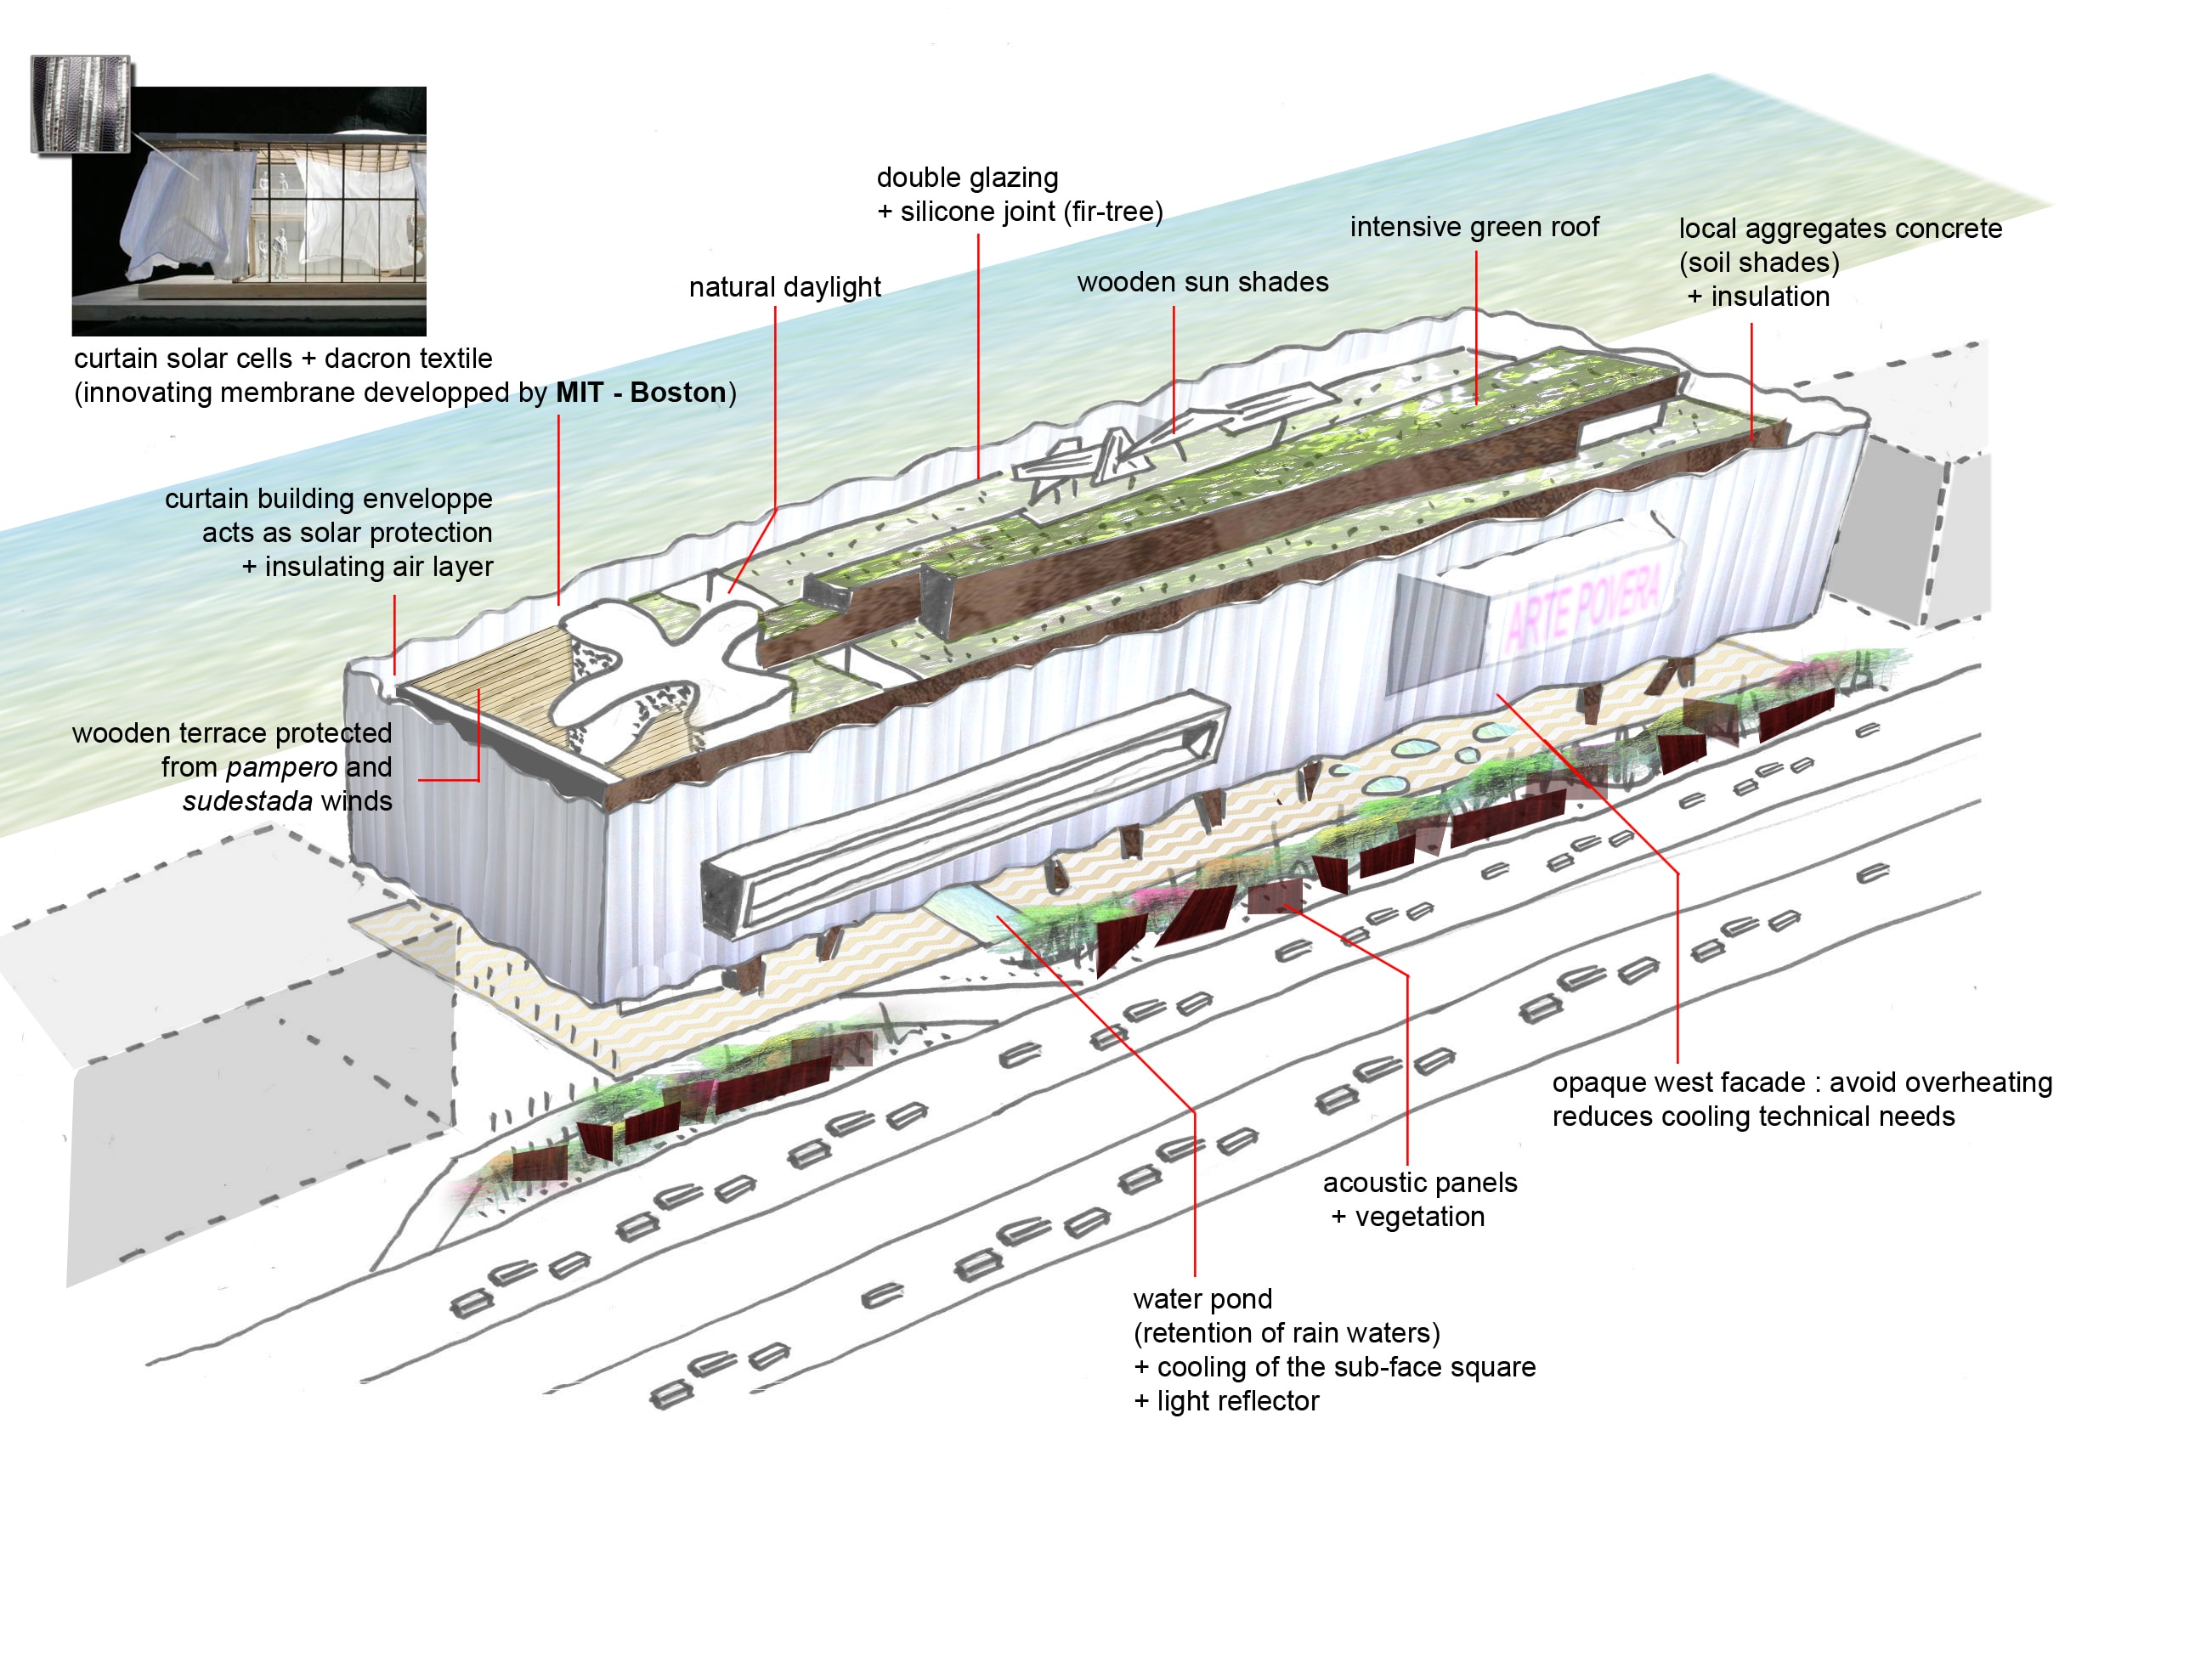 double glazing
+ silicone joint (fir-tree)
intensive green roof
local aggregates concrete
(soil shades)
+ insulation
wooden sun shades
natural daylight
curtain solar cells + dacron textile
(innovating membrane developped by MIT - Boston)
curtain building enveloppe
acts as solar protection
+ insulating air layer
ARTE POVERA
wooden terrace protected
from pampero and
sudestada winds
opaque west facade : avoid overheating
reduces cooling technical needs
acoustic panels
+ vegetation
water pond
(retention of rain waters)
+ cooling of the sub-face square
+ light reflector